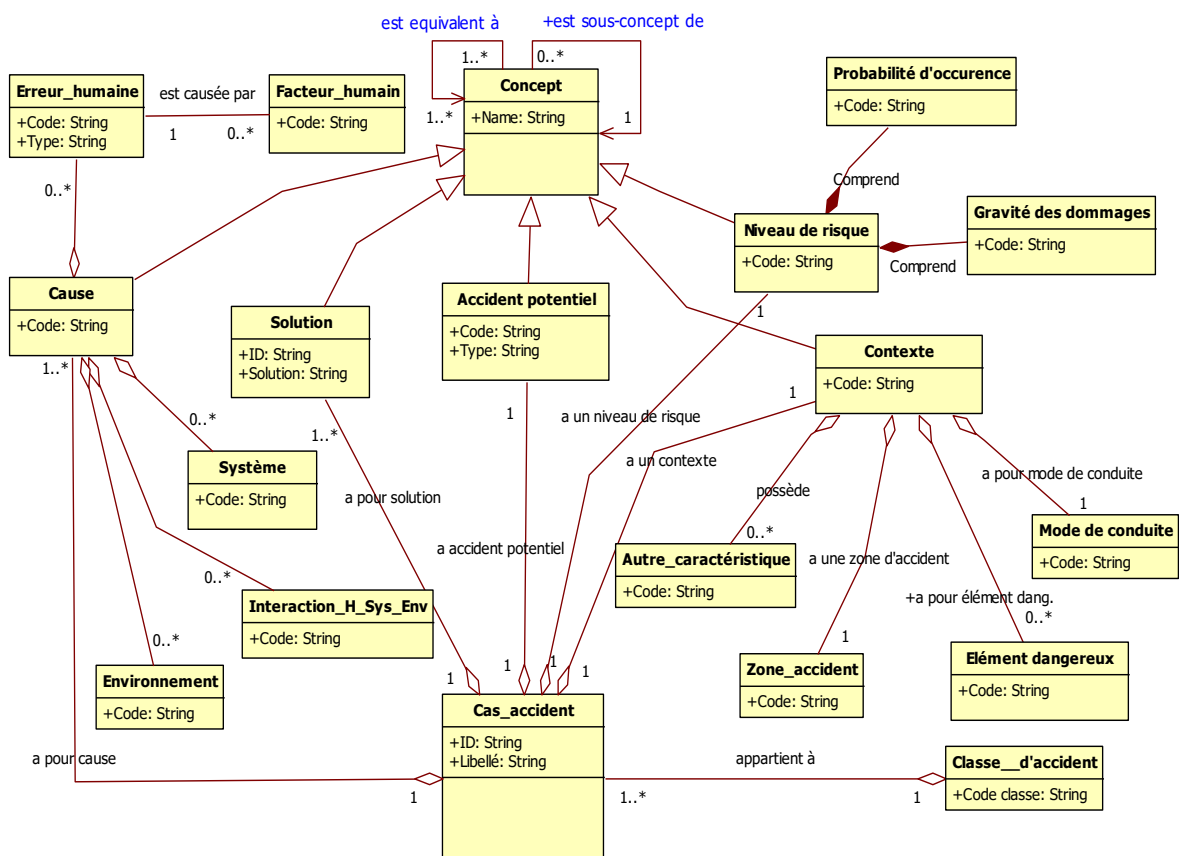 est equivalent à
+est sous-concept de
1..*
0..*
Concept
+Name: String
1..*
1
Probabilité d'occurence
+Code: String
Erreur_humaine
+Code: String
+Type: String
est causée par
1
0..*
Facteur_humain
+Code: String
0..*
Comprend
Niveau de risque
+Code: String
Comprend
Gravité des dommages
+Code: String
1
Cause
+Code: String
1..*
Solution
+ID: String
+Solution: String
1..*
Accident potentiel
+Code: String
+Type: String
1
Contexte
+Code: String
1
a un niveau de risque
a un contexte
0..*
Système
+Code: String
a pour solution
a accident potentiel
possède
0..*
Autre_caractéristique
+Code: String
a une zone d'accident
a pour mode de conduite
1
Mode de conduite
+Code: String
+a pour élément dang.
0..*
0..*
Interaction_H_Sys_Env
+Code: String
0..*
Environnement
+Code: String
1
Zone_accident
+Code: String
Elément dangereux
+Code: String
1
1
1
1
Cas_accident
+ID: String
+Libellé: String
a pour cause
1
appartient à
1..*
1
Classe__d'accident
+Code classe: String